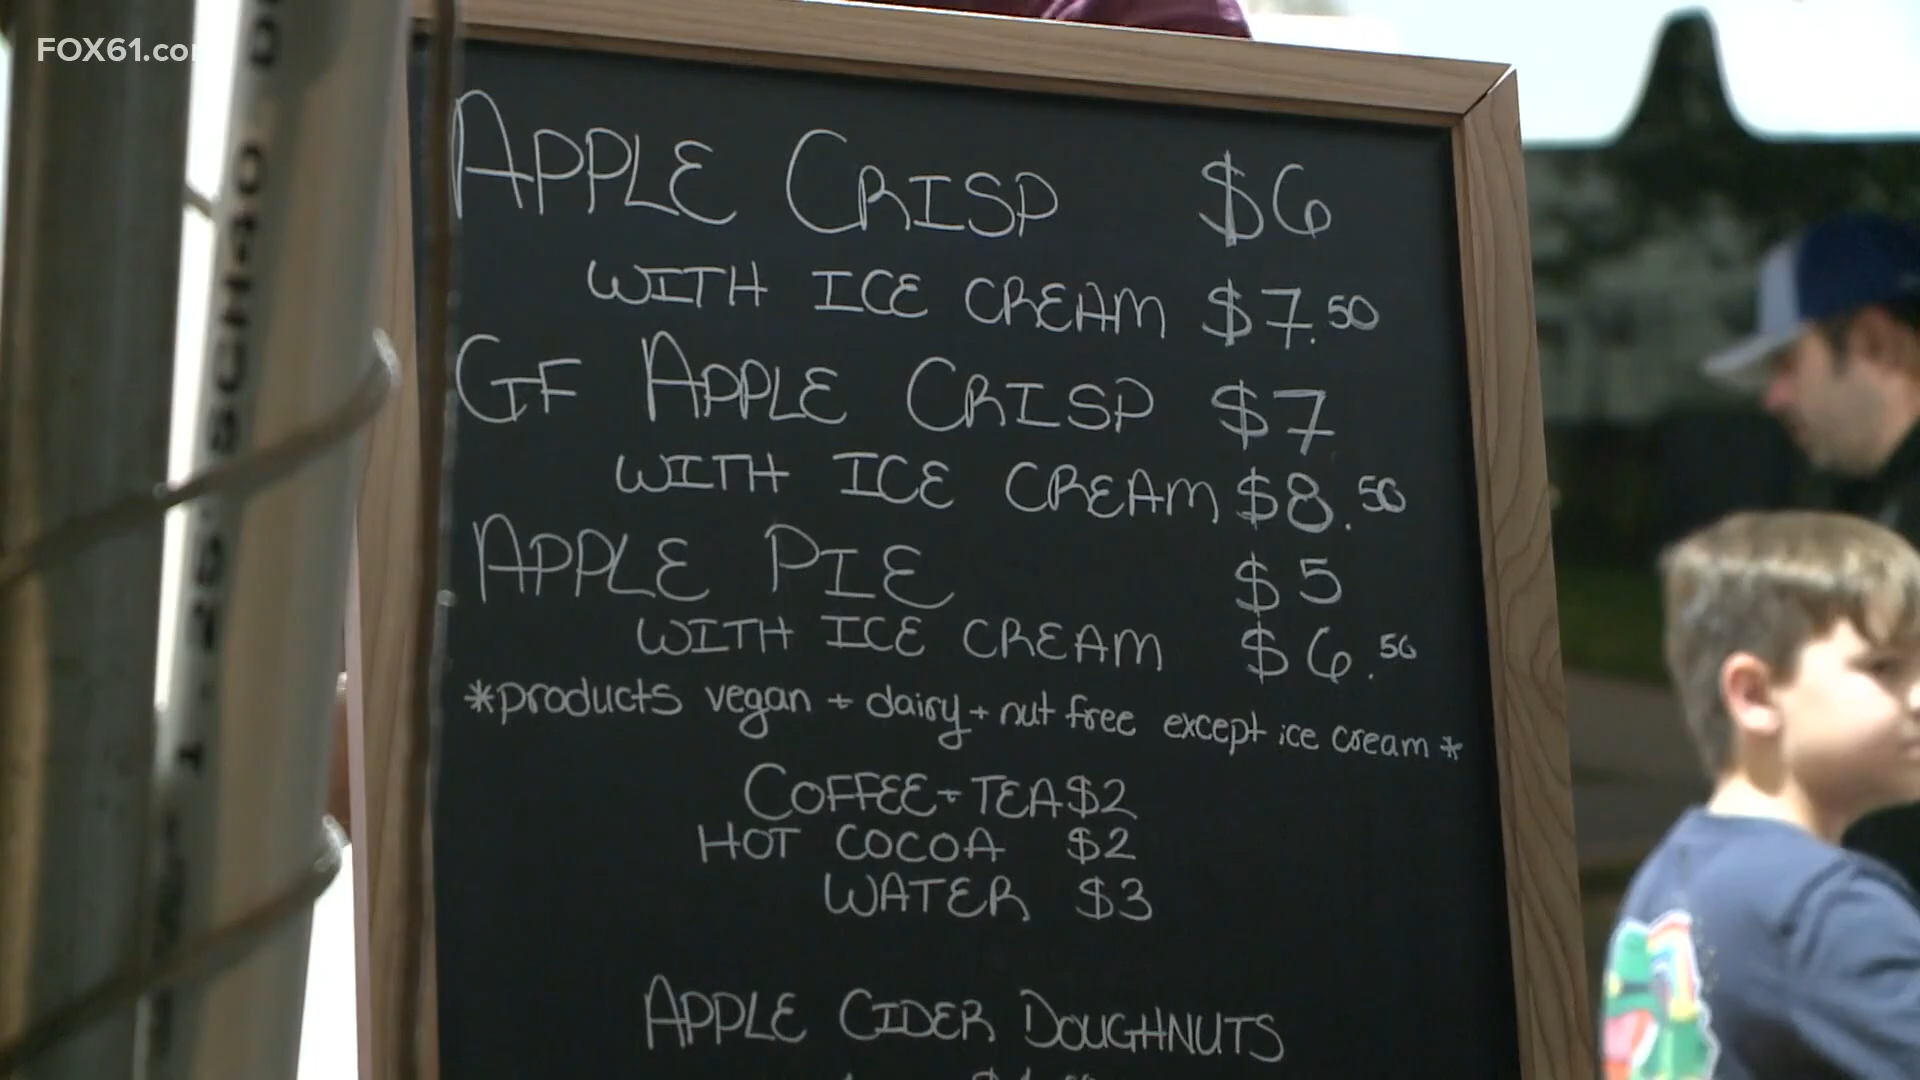 FOX61.co
APPLE CRISP $6
WITH ICE CREAM $7.50
GF APPLE CRISP $7
WITH ICE CREAM $8.50
APPLE PIE $5
WITH ICE CREAM $6.50
*products vegan + dairy + nut free except ice cream*
COFFEE + TEA $2
HOT COCOA $2
WATER $3
APPLE CIDER DOUGHNUTS